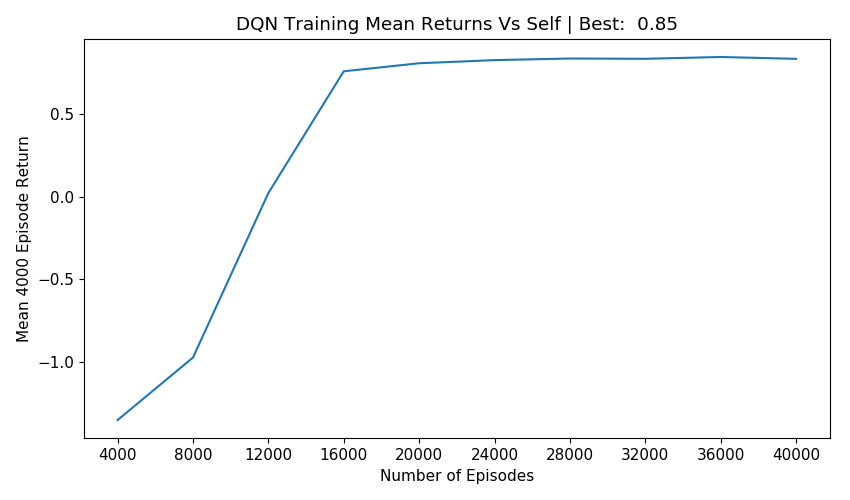 DQN Training Mean Returns Vs Self | Best:  0.85
Mean 4000 Episode Return
0.5
0.0
−0.5
−1.0
4000 8000 12000 16000 20000 24000 28000 32000 36000 40000
Number of Episodes